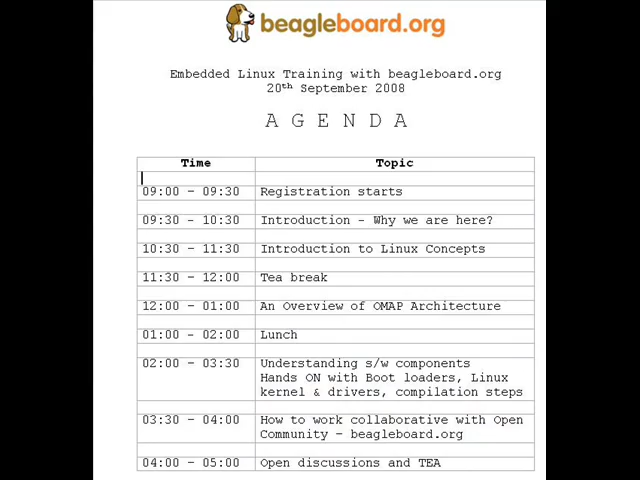 beagleboard.org
Embedded Linux Training with beagleboard.org
20th September 2008
A G E N D A
Time Topic
09:00 – 09:30 Registration starts
09:30 – 10:30 Introduction – Why we are here?
10:30 – 11:30 Introduction to Linux Concepts
11:30 – 12:00 Tea break
12:00 – 01:00 An Overview of OMAP Architecture
01:00 – 02:00 Lunch
02:00 – 03:30 Understanding s/w components
Hands ON with Boot loaders, Linux
kernel & drivers, compilation steps
03:30 – 04:00 How to work collaborative with Open
Community – beagleboard.org
04:00 – 05:00 Open discussions and TEA